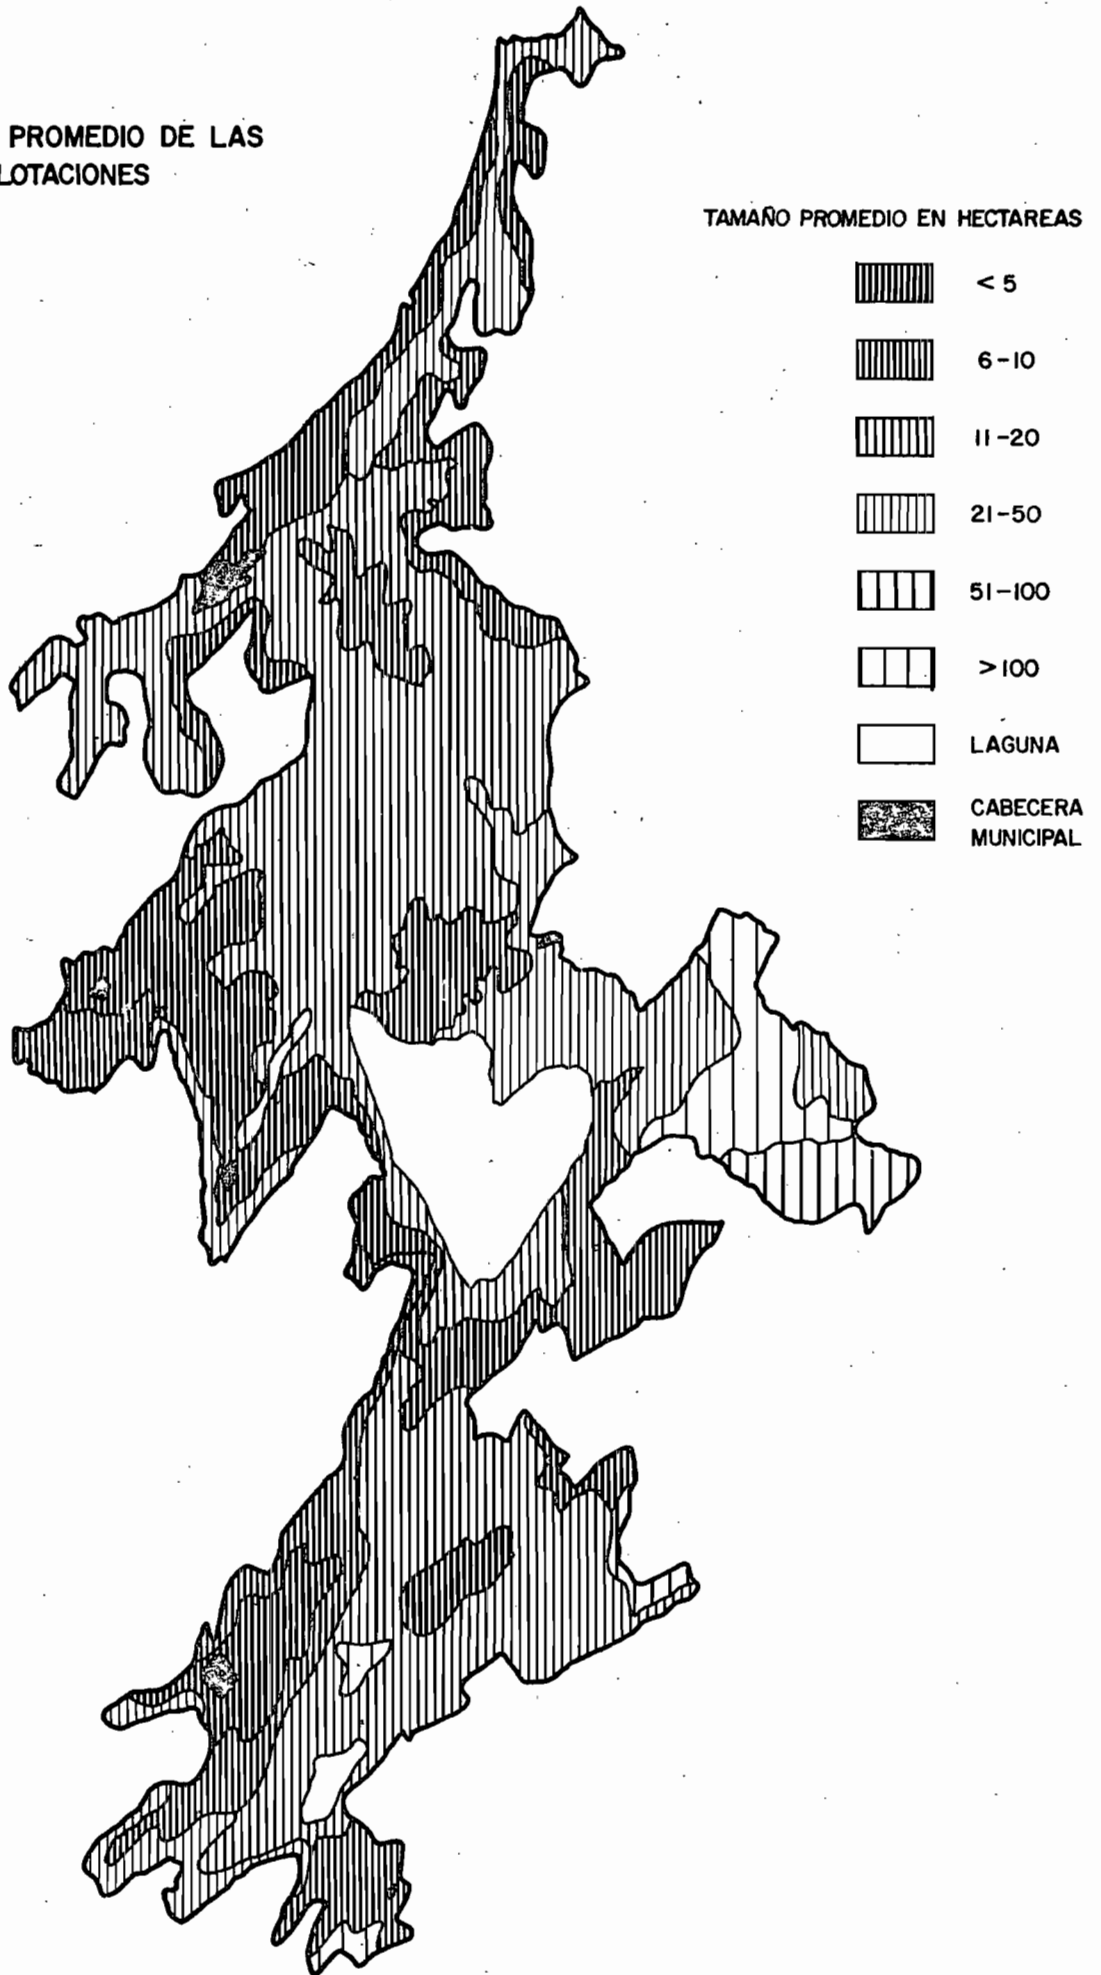 PROMEDIO DE LAS
LOTACIONES
TAMAÑO PROMEDIO EN HECTAREAS
< 5
6-10
11-20
21-50
51-100
>100
LAGUNA
CABECERA
MUNICIPAL